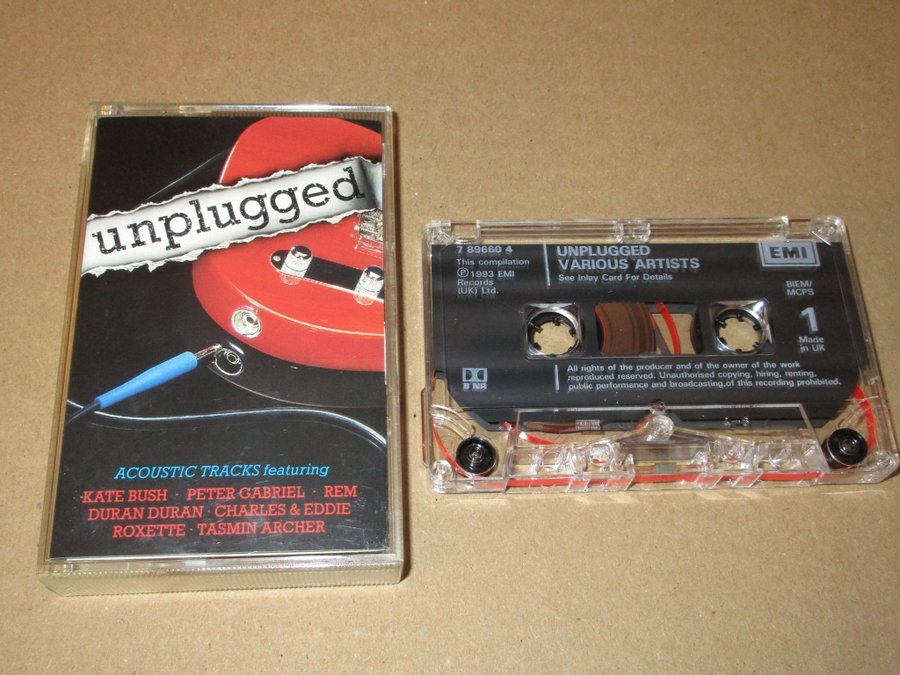 unplugged
ACOUSTIC TRACKS featuring
·KATE BUSH · PETER GABRIEL · REM
DURAN DURAN · CHARLES & EDDIE
ROXETTE · TASMIN ARCHER
7 89660 4
This compilation
Ⓟ 1993 EMI
Records
(UK) Ltd.
UNPLUGGED
VARIOUS ARTISTS
See Inlay Card For Details
EMI
BIEM/
MCPS
1
Made
in UK
B NR
All rights of the producer and of the owner of the work
reproduced reserved. Unauthorised copying, hiring, renting,
public performance and broadcasting,of this recording prohibited.